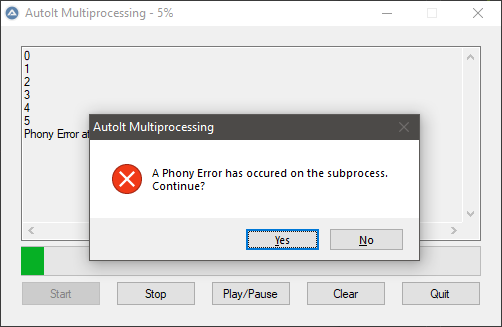 AutoIt Multiprocessing - 5%
0
1
2
3
4
5
Phony Error
AutoIt Multiprocessing
A Phony Error has occured on the subprocess.
Continue?
Yes
No
Start
Stop
Play/Pause
Clear
Quit